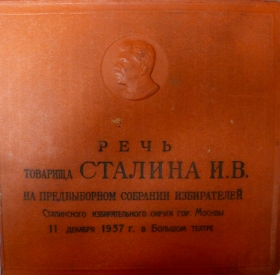 РЕЧЬ
ТОВАРИЩА СТАЛИНА И.В.
НА ПРЕДВЫБОРНОМ СОБРАНИИ ИЗБИРАТЕЛЕЙ
Сталинского избирательного округа гор. Москвы
11 декабря 1937 г. в Большом театре